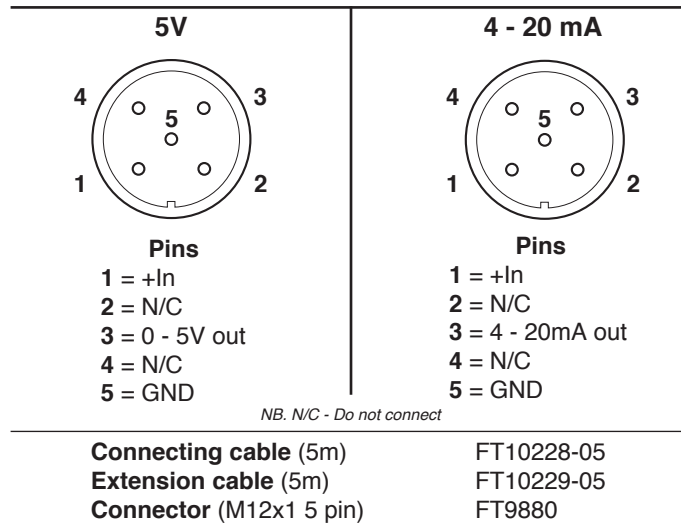 5V
4 3
5
1 2
Pins
1 = +In
2 = N/C
3 = 0 - 5V out
4 = N/C
5 = GND
4 - 20 mA
4 3
5
1 2
Pins
1 = +In
2 = N/C
3 = 4 - 20mA out
4 = N/C
5 = GND
NB. N/C - Do not connect
Connecting cable (5m) FT10228-05
Extension cable (5m) FT10229-05
Connector (M12x1 5 pin) FT9880